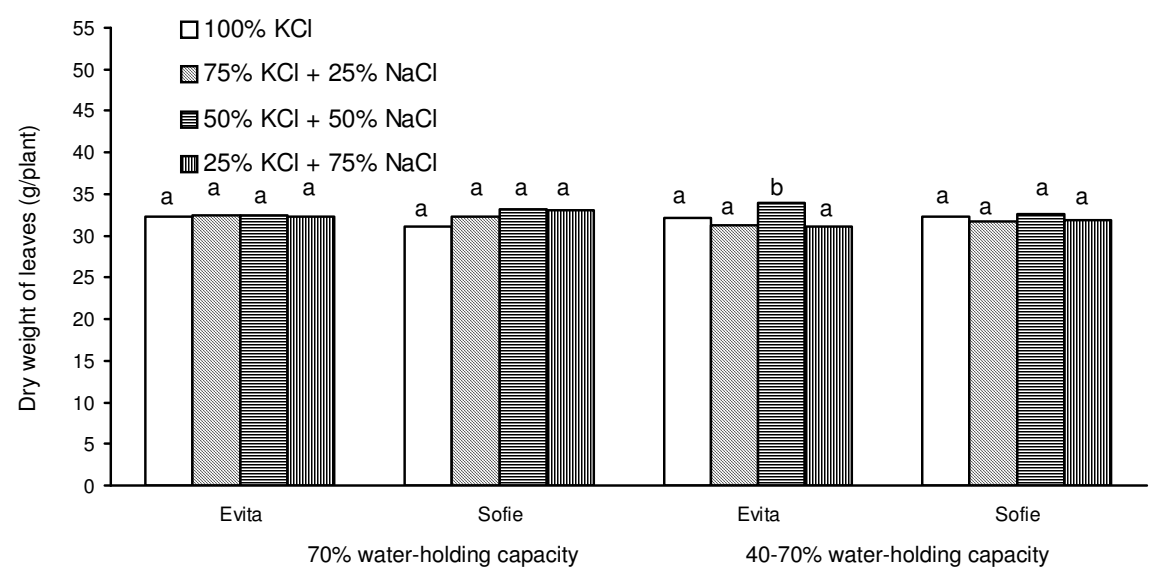 55
50
45
40
35
30
25
20
15
10
5
0
Dry weight of leaves (g/plant)
100% KCl
75% KCl + 25% NaCl
50% KCl + 50% NaCl
25% KCl + 75% NaCl
a a a a a a a a a a b a a a a a
Evita Sofie Evita Sofie
70% water-holding capacity 40-70% water-holding capacity